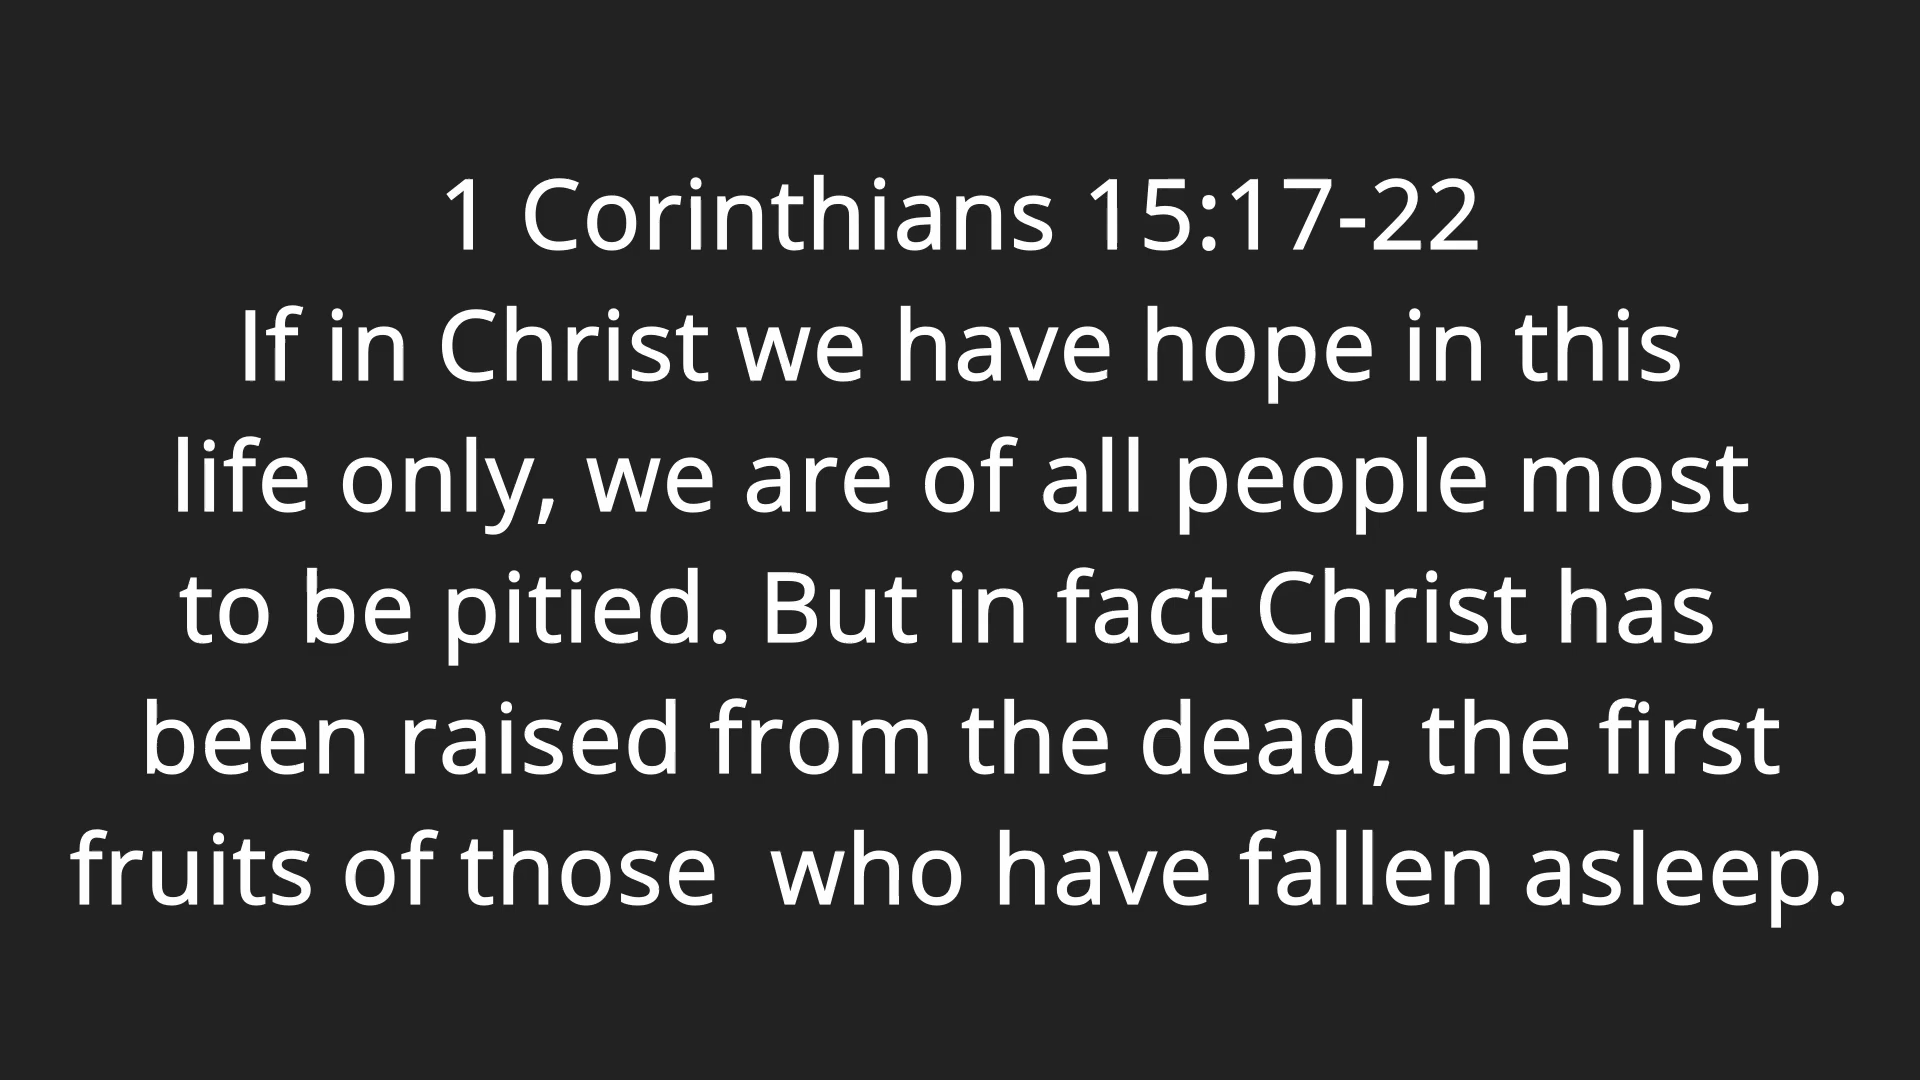 1 Corinthians 15:17-22
If in Christ we have hope in this
life only, we are of all people most
to be pitied. But in fact Christ has
been raised from the dead, the first
fruits of those  who have fallen asleep.